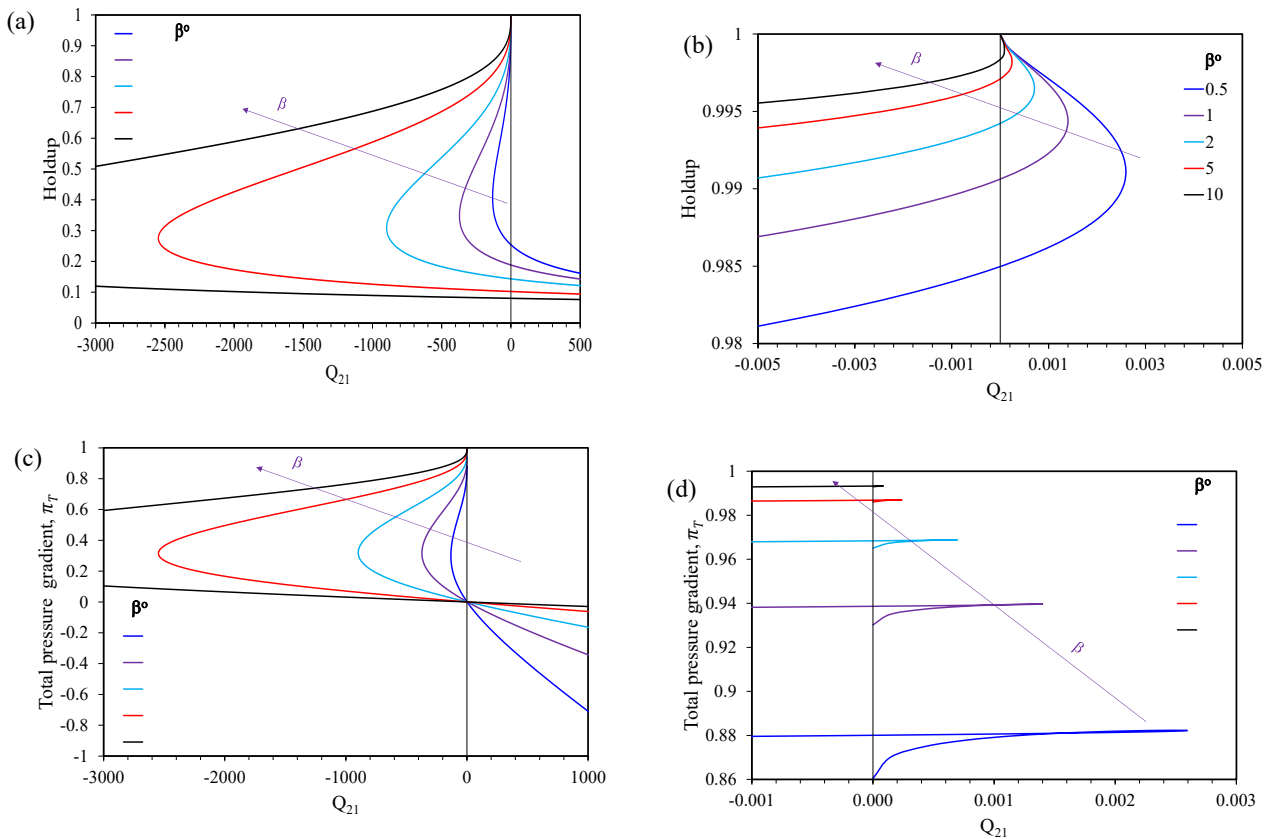 (a)
β°
Holdup
1
0.9
0.8
0.7
0.6
0.5
0.4
0.3
0.2
0.1
0
β
-3000 -2500 -2000 -1500 -1000 -500 0 500
Q21
(b)
β°
0.5
1
2
5
10
Holdup
1
0.995
0.99
0.985
0.98
β
-0.005 -0.003 -0.001 0.001 0.003 0.005
Q21
(c)
Total pressure gradient, πT
1
0.8
0.6
0.4
0.2
0
-0.2
-0.4
-0.6
-0.8
-1
β
β°
-3000 -2000 -1000 0 1000
Q21
(d)
Total pressure gradient, πT
1
0.98
0.96
0.94
0.92
0.9
0.88
0.86
β°
β
-0.001 0.000 0.001 0.002 0.003
Q21